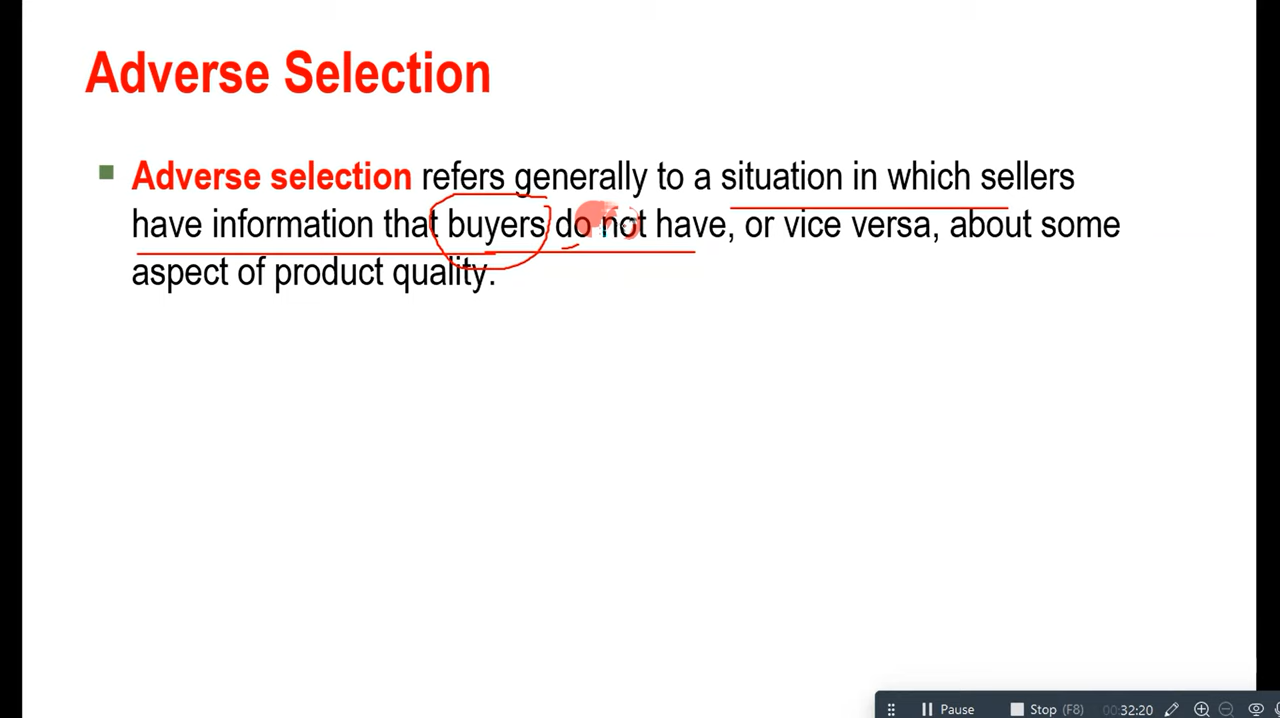 Adverse Selection
Adverse selection refers generally to a situation in which sellers
have information that buyers do not have, or vice versa, about some
aspect of product quality.
Pause Stop (F8) 00:32:20